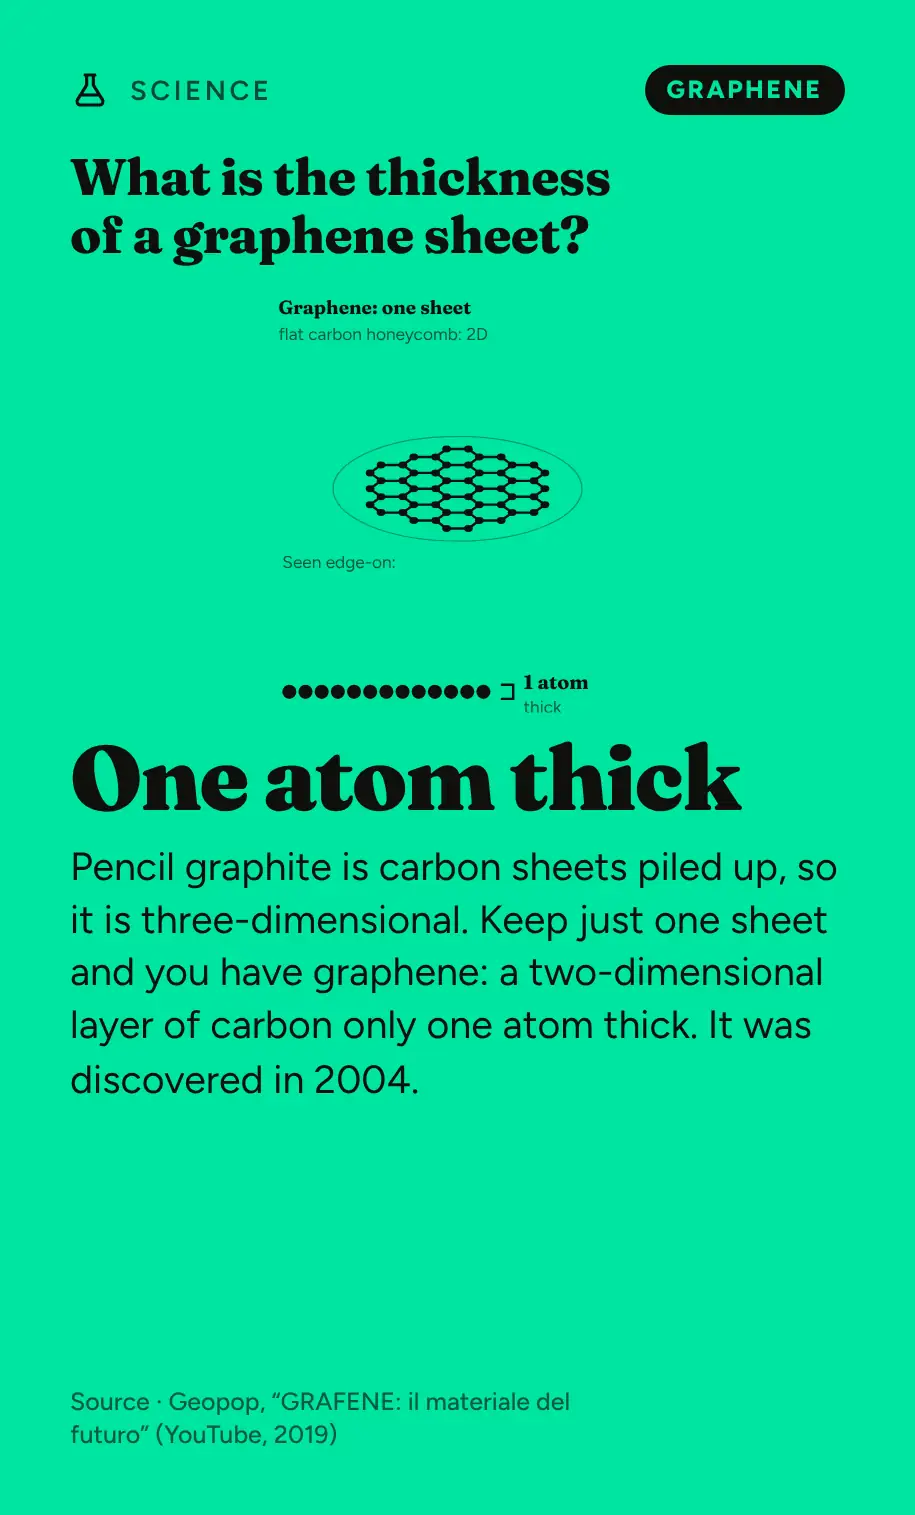 SCIENCE
GRAPHENE
What is the thickness
of a graphene sheet?
Graphene: one sheet
flat carbon honeycomb: 2D
Seen edge-on:
1 atom
thick
One atom thick
Pencil graphite is carbon sheets piled up, so
it is three-dimensional. Keep just one sheet
and you have graphene: a two-dimensional
layer of carbon only one atom thick. It was
discovered in 2004.
Source · Geopop, “GRAFENE: il materiale del
futuro” (YouTube, 2019)